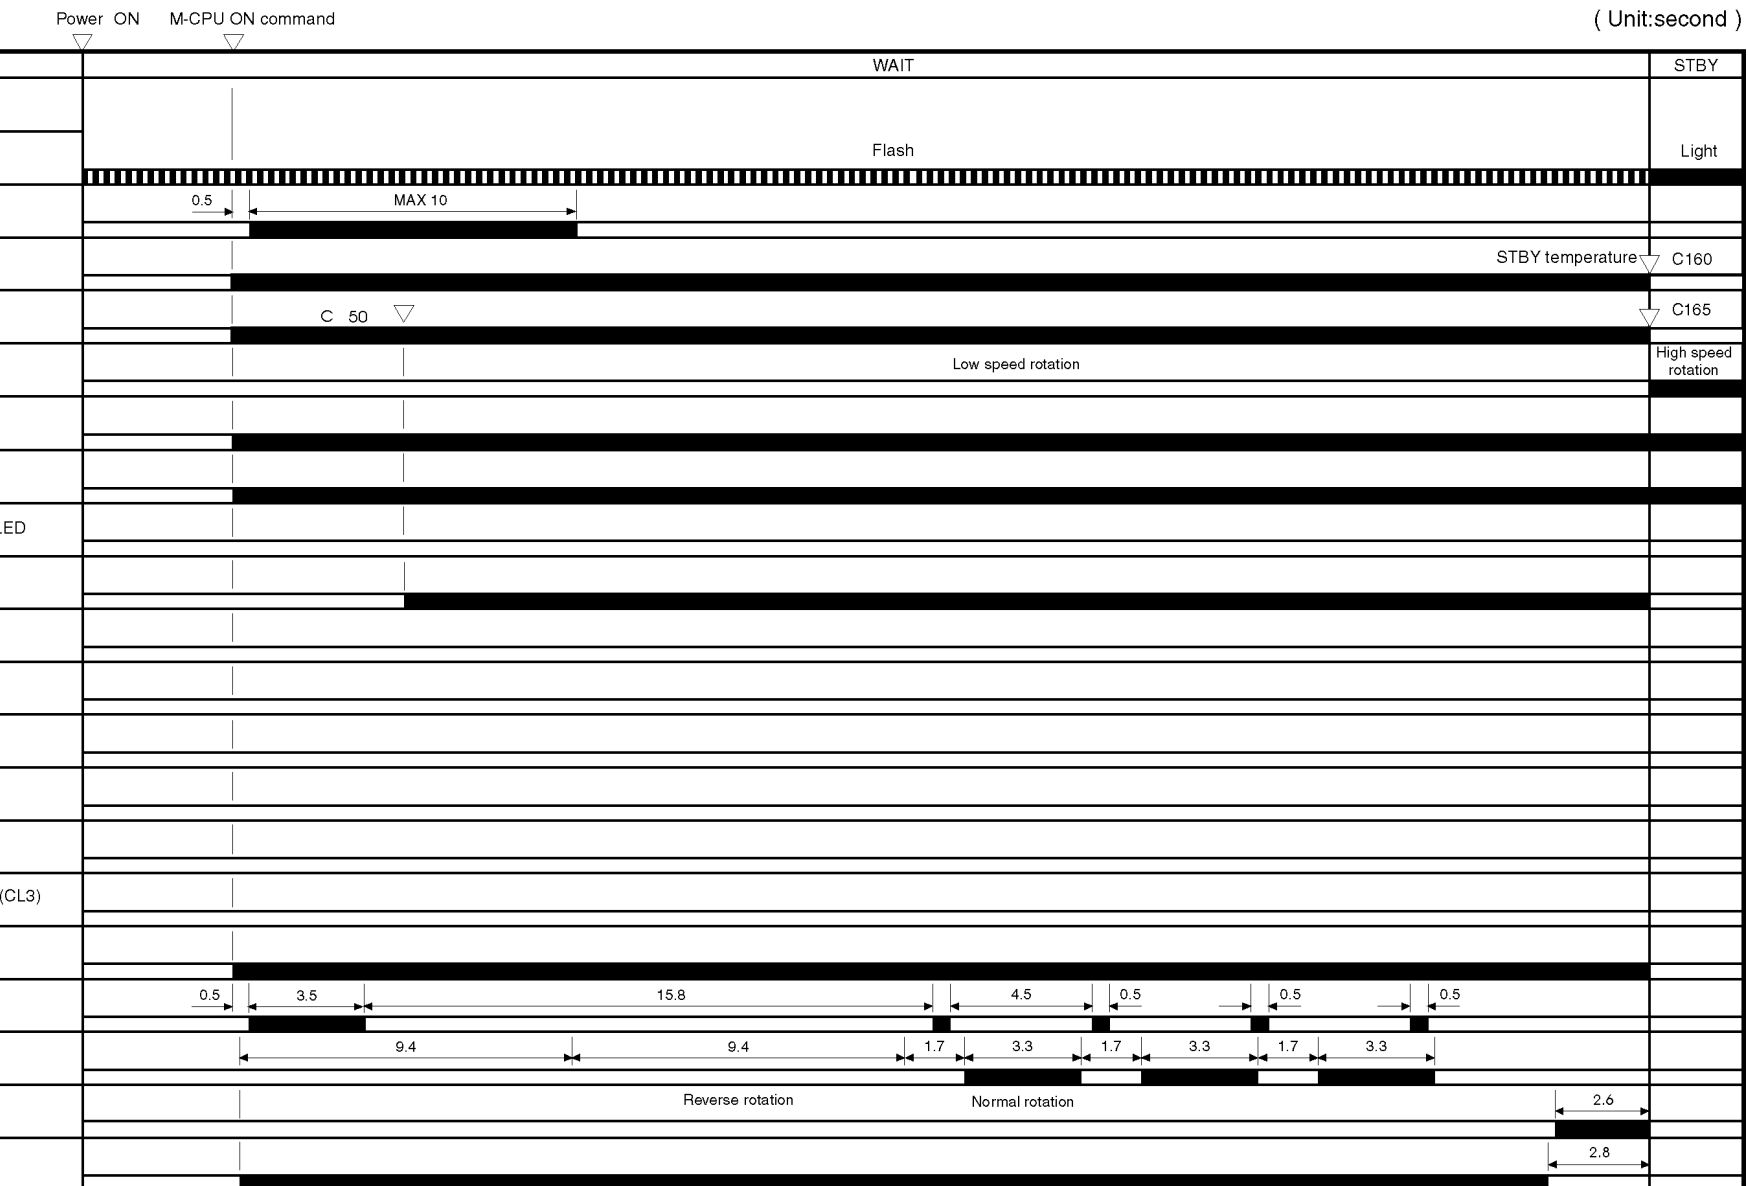 Power ON M-CPU ON command ( Unit:second )
WAIT STBY
Flash Light
0.5 MAX 10
STBY temperature C160
C 50 C165
Low speed rotation High speed
rotation
LED
(CL3)
0.5 3.5 15.8 4.5 0.5 0.5 0.5
9.4 9.4 1.7 3.3 1.7 3.3 1.7 3.3
Reverse rotation Normal rotation 2.6
2.8